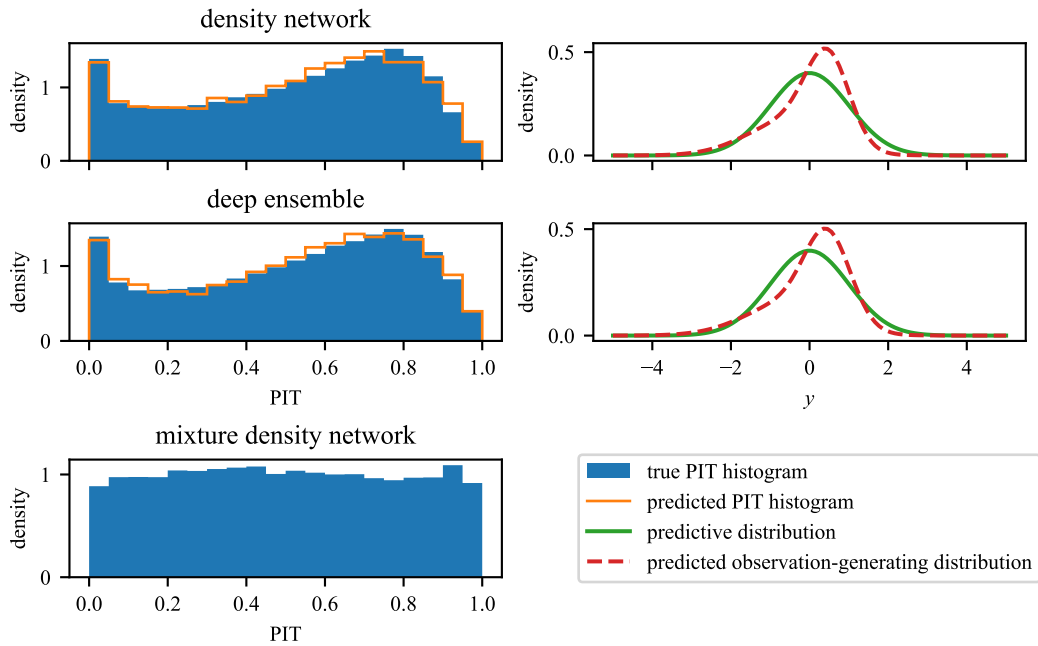 density network
density
1
0
density
0.5
0.0
deep ensemble
density
1
0
0.0 0.2 0.4 0.6 0.8 1.0
PIT
density
0.5
0.0
−4 −2 0 2 4
y
mixture density network
density
1
0
0.0 0.2 0.4 0.6 0.8 1.0
PIT
true PIT histogram
predicted PIT histogram
predictive distribution
predicted observation-generating distribution